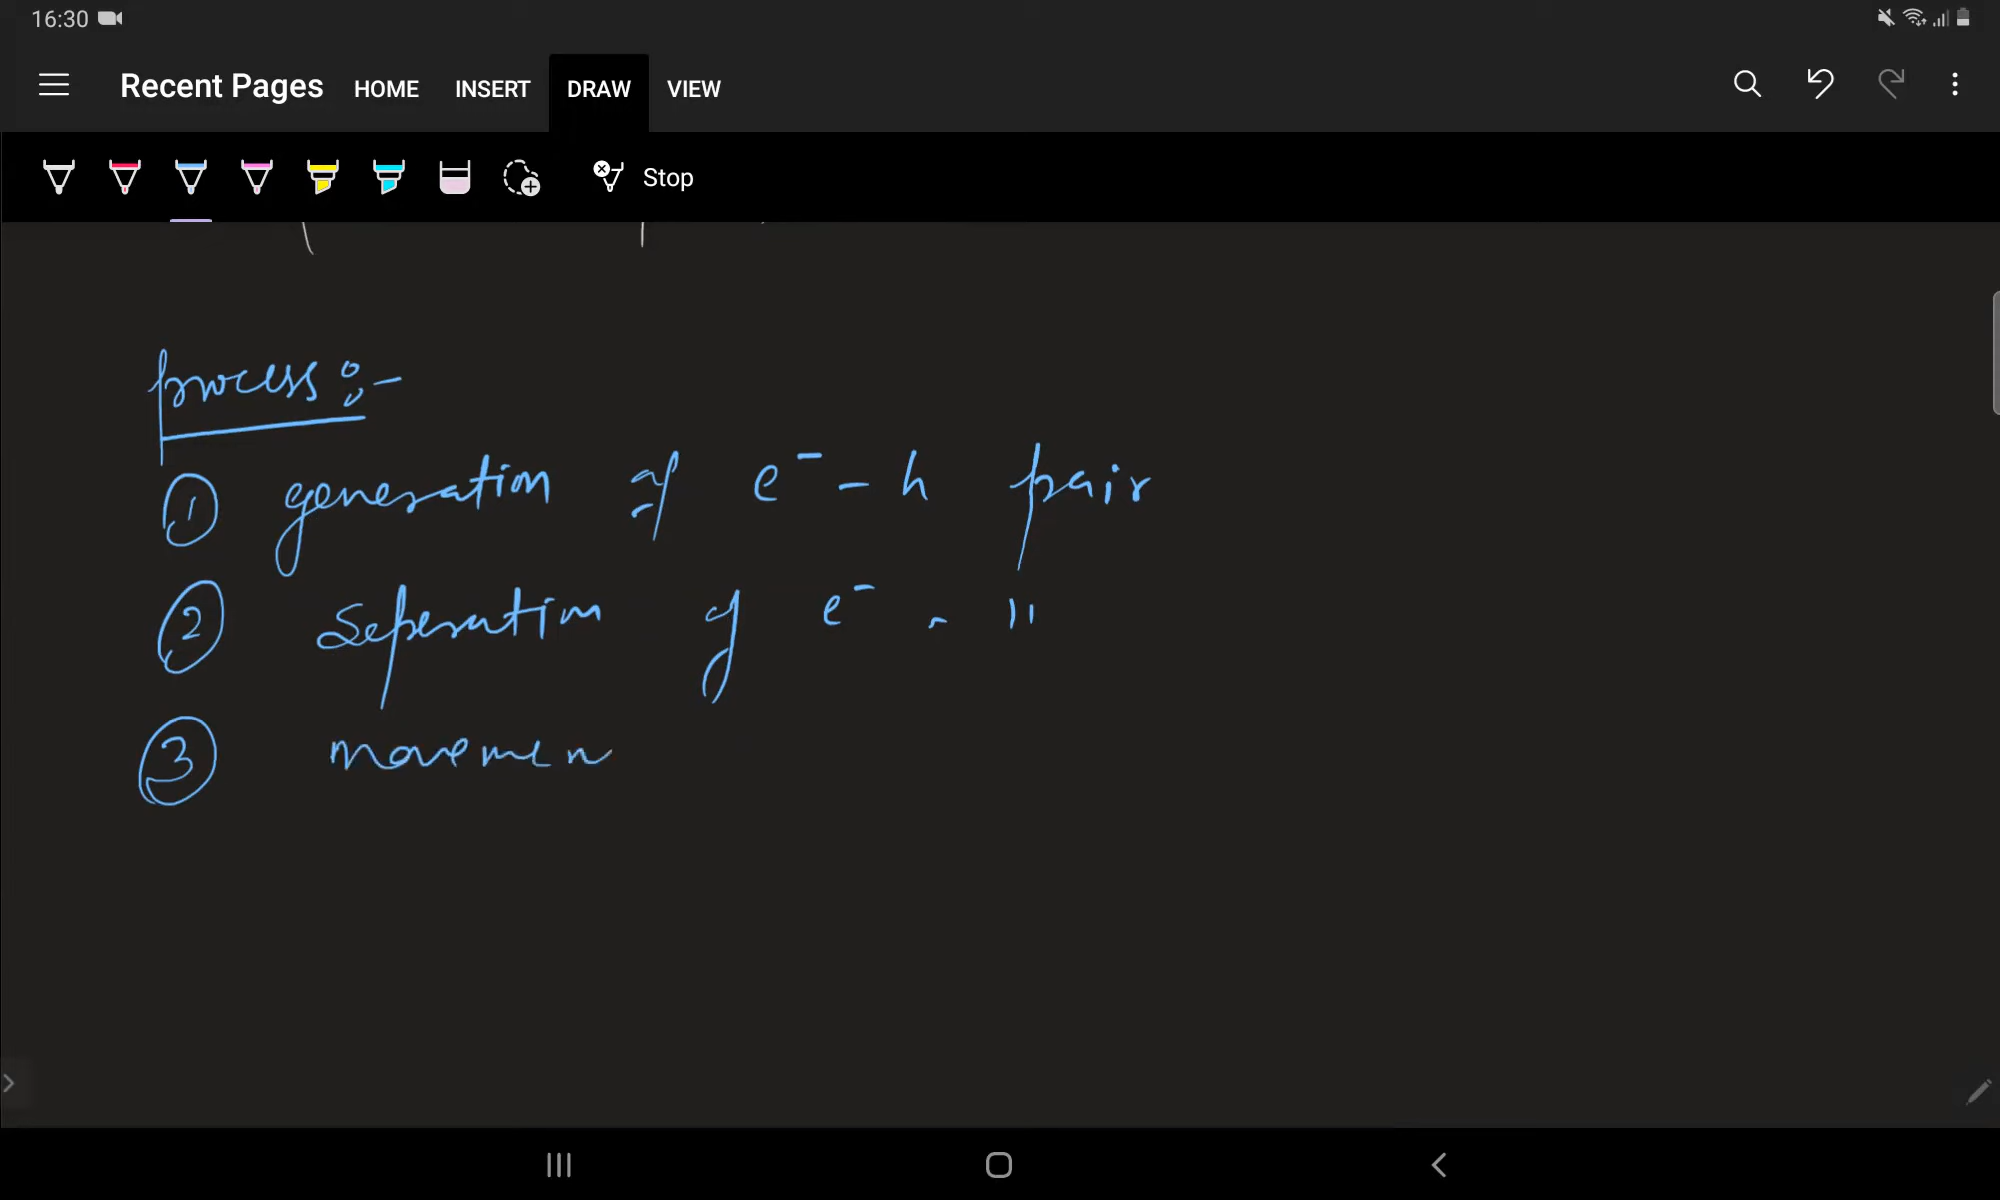 16:30
Recent Pages HOME INSERT DRAW VIEW
Stop
process :-
① generation of e⁻ - h pair
② Seperation of e⁻ - "
③ movemen